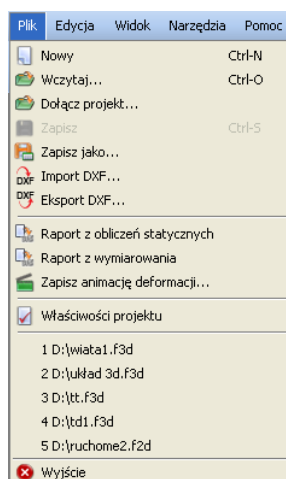 Plik Edycja Widok Narzędzia Pomoc
Nowy Ctrl-N
Wczytaj... Ctrl-O
Dołącz projekt...
Zapisz Ctrl-S
Zapisz jako...
DXF Import DXF...
DXF Eksport DXF...
Raport z obliczeń statycznych
Raport z wymiarowania
Zapisz animację deformacji...
Właściwości projektu
1 D:\wiata1.f3d
2 D:\układ 3d.f3d
3 D:\tt.f3d
4 D:\td1.f3d
5 D:\ruchome2.f2d
Wyjście